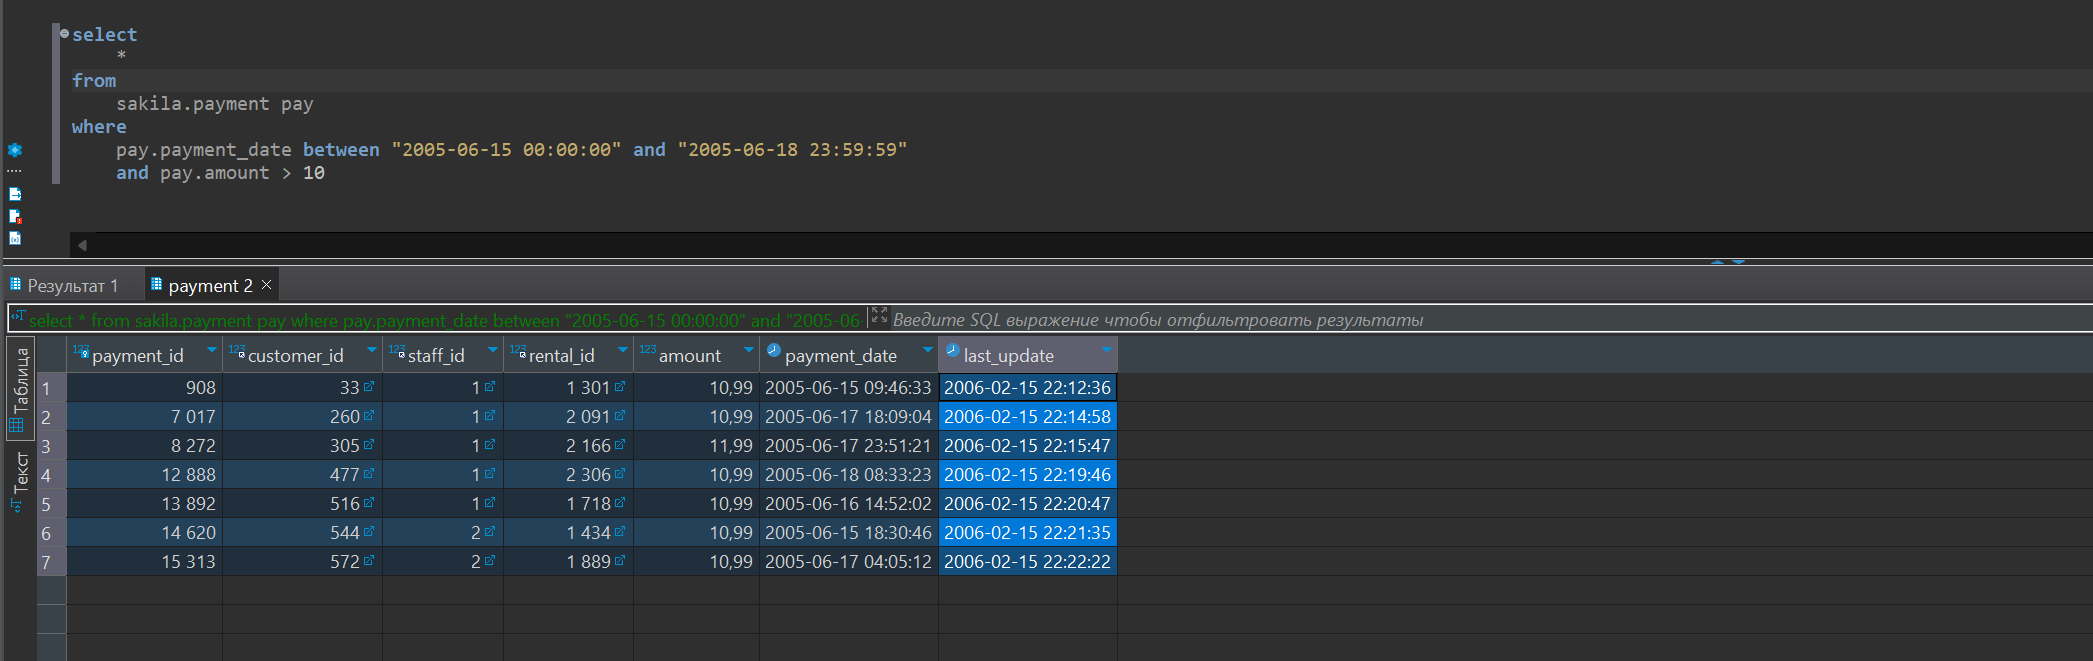 select
*
from
sakila.payment pay
where
pay.payment_date between "2005-06-15 00:00:00" and "2005-06-18 23:59:59"
and pay.amount > 10
Результат 1 payment 2
select * from sakila.payment pay where pay.payment_date between "2005-06-15 00:00:00" and "2005-06- Введите SQL выражение чтобы отфильтровать результаты
Таблица
Текст
123 payment_id 123 customer_id 123 staff_id 123 rental_id 123 amount payment_date last_update
1 908 33 1 1 301 10,99 2005-06-15 09:46:33 2006-02-15 22:12:36
2 7 017 260 1 2 091 10,99 2005-06-17 18:09:04 2006-02-15 22:14:58
3 8 272 305 1 2 166 11,99 2005-06-17 23:51:21 2006-02-15 22:15:47
4 12 888 477 1 2 306 10,99 2005-06-18 08:33:23 2006-02-15 22:19:46
5 13 892 516 1 1 718 10,99 2005-06-16 14:52:02 2006-02-15 22:20:47
6 14 620 544 2 1 434 10,99 2005-06-15 18:30:46 2006-02-15 22:21:35
7 15 313 572 2 1 889 10,99 2005-06-17 04:05:12 2006-02-15 22:22:22